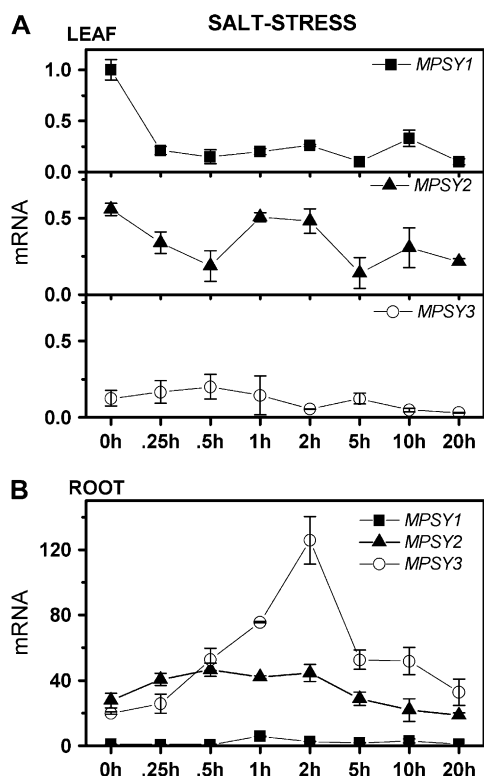 A
SALT-STRESS
LEAF
MPSY1
1.0
0.5
0.0
MPSY2
0.5
0.0
mRNA
MPSY3
0.5
0.0
0h .25h .5h 1h 2h 5h 10h 20h
B
ROOT
MPSY1
MPSY2
MPSY3
120
80
40
0
mRNA
0h .25h .5h 1h 2h 5h 10h 20h